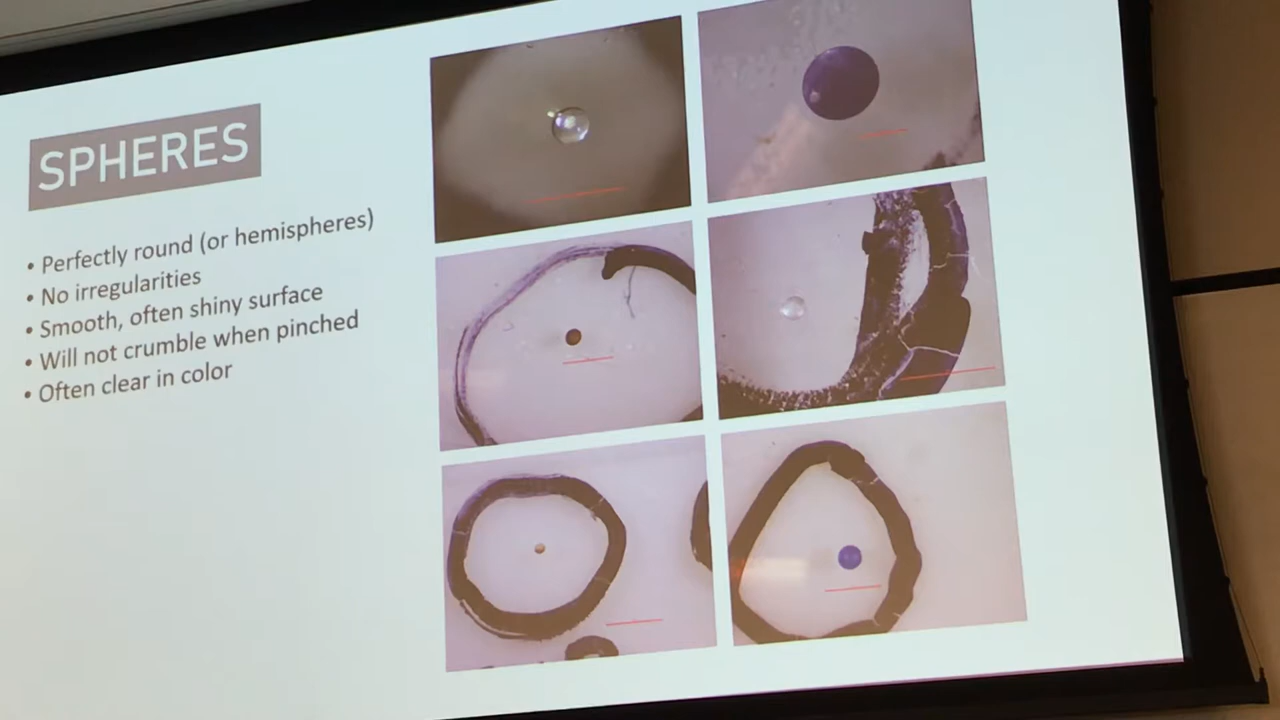 SPHERES
• Perfectly round (or hemispheres)
• No irregularities
• Smooth, often shiny surface
• Will not crumble when pinched
• Often clear in color